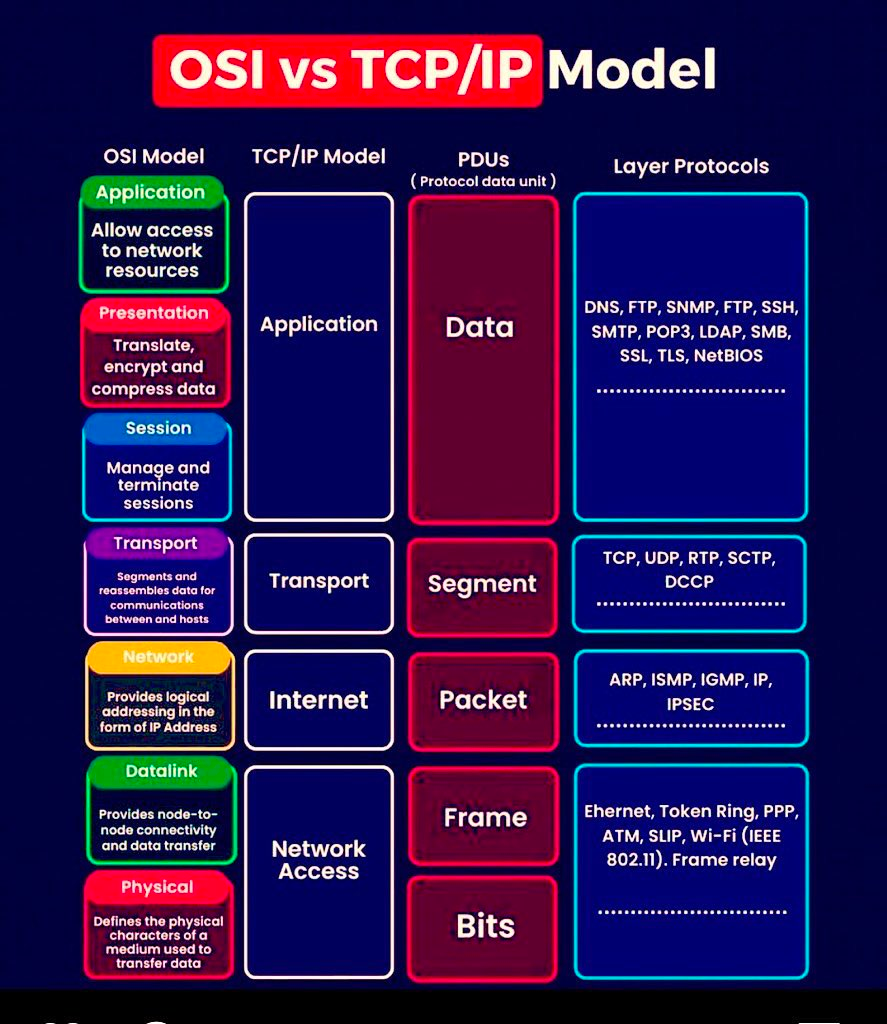 OSI vs TCP/IP Model
OSI Model
TCP/IP Model
PDUs
( Protocol data unit )
Layer Protocols
Application
Allow access
to network
resources
Presentation
Translate,
encrypt and
compress data
Session
Manage and
terminate
sessions
Application
Data
DNS, FTP, SNMP, FTP, SSH,
SMTP, POP3, LDAP, SMB,
SSL, TLS, NetBIOS
Transport
Segments and
reassembles data for
communications
between and hosts
Transport
Segment
TCP, UDP, RTP, SCTP,
DCCP
Network
Provides logical
addressing in the
form of IP Address
Internet
Packet
ARP, ISMP, IGMP, IP,
IPSEC
Datalink
Provides node-to-
node connectivity
and data transfer
Physical
Defines the physical
characters of a
medium used to
transfer data
Network
Access
Frame
Bits
Ehernet, Token Ring, PPP,
ATM, SLIP, Wi-Fi (IEEE
802.11). Frame relay